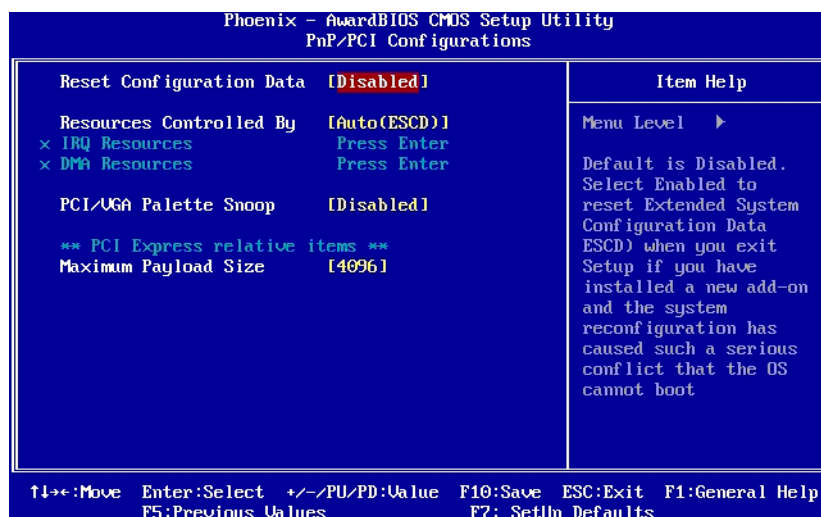 Phoenix - AwardBIOS CMOS Setup Utility
PnP/PCI Configurations
Reset Configuration Data [Disabled]
Resources Controlled By [Auto(ESCD)]
x IRQ Resources Press Enter
x DMA Resources Press Enter
PCI/VGA Palette Snoop [Disabled]
** PCI Express relative items **
Maximum Payload Size [4096]
Item Help
Menu Level ▶
Default is Disabled.
Select Enabled to
reset Extended System
Configuration Data
ESCD) when you exit
Setup if you have
installed a new add-on
and the system
reconfiguration has
caused such a serious
conflict that the OS
cannot boot
↑↓→←:Move Enter:Select +/-/PU/PD:Value F10:Save ESC:Exit F1:General Help
F5:Previous Values F7: SetUp Defaults